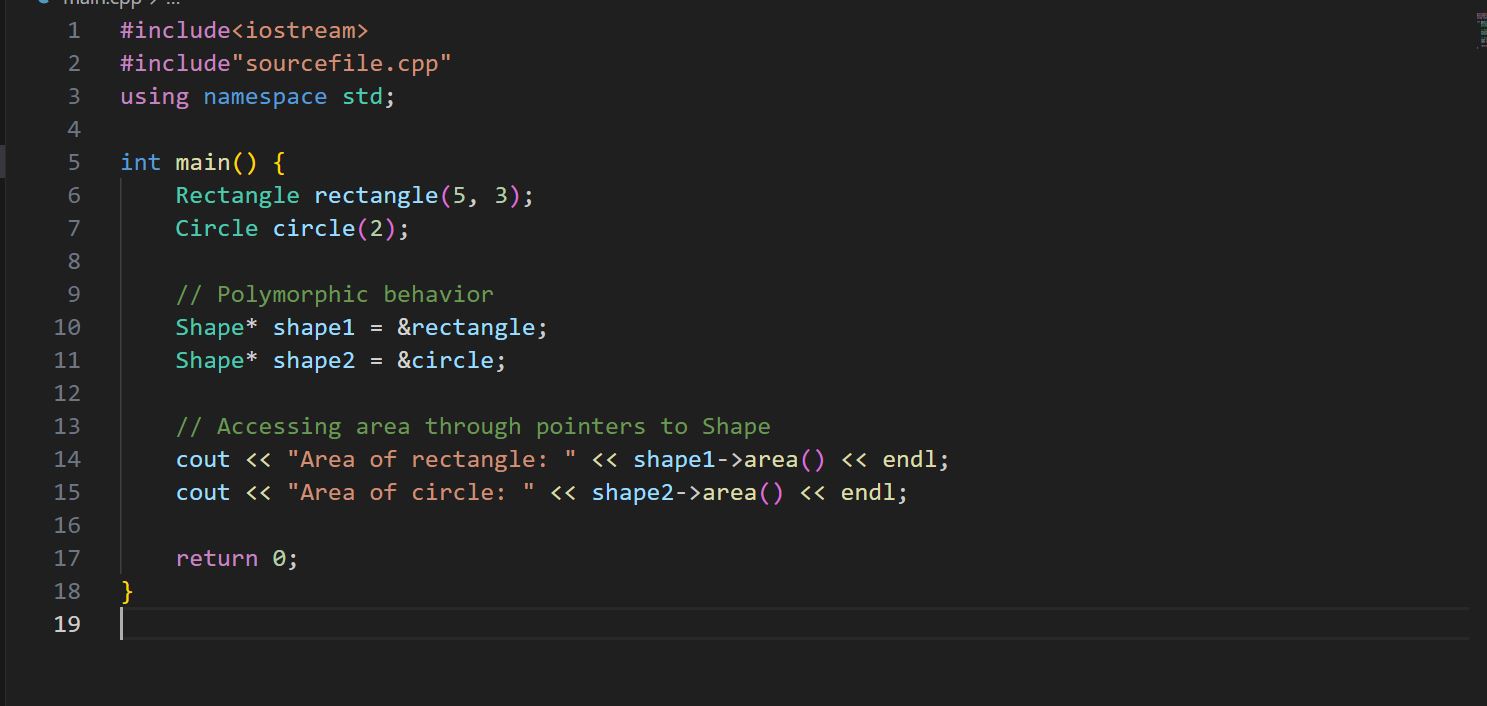 main.cpp > ...
1 #include<iostream>
2 #include"sourcefile.cpp"
3 using namespace std;
4
5 int main() {
6     Rectangle rectangle(5, 3);
7     Circle circle(2);
8
9     // Polymorphic behavior
10     Shape* shape1 = &rectangle;
11     Shape* shape2 = &circle;
12
13     // Accessing area through pointers to Shape
14     cout << "Area of rectangle: " << shape1->area() << endl;
15     cout << "Area of circle: " << shape2->area() << endl;
16
17     return 0;
18 }
19